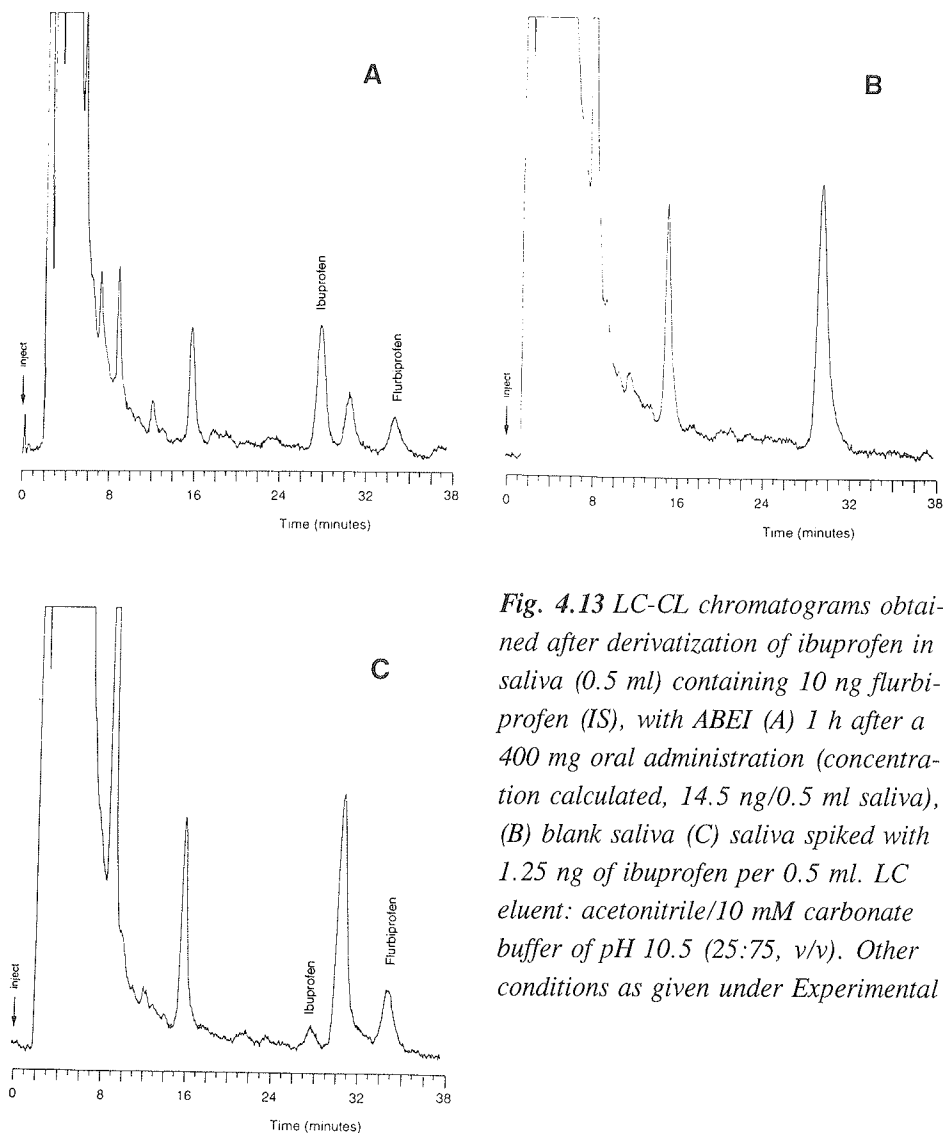 A
inject
Ibuprofen
Flurbiprofen
0 8 16 24 32 38
Time (minutes)
B
inject
0 8 16 24 32 38
Time (minutes)
C
inject
Ibuprofen
Flurbiprofen
0 8 16 24 32 38
Time (minutes)
Fig. 4.13 LC-CL chromatograms obtai-
ned after derivatization of ibuprofen in
saliva (0.5 ml) containing 10 ng flurbi-
profen (IS), with ABEI (A) 1 h after a
400 mg oral administration (concentra-
tion calculated, 14.5 ng/0.5 ml saliva),
(B) blank saliva (C) saliva spiked with
1.25 ng of ibuprofen per 0.5 ml. LC
eluent: acetonitrile/10 mM carbonate
buffer of pH 10.5 (25:75, v/v). Other
conditions as given under Experimental